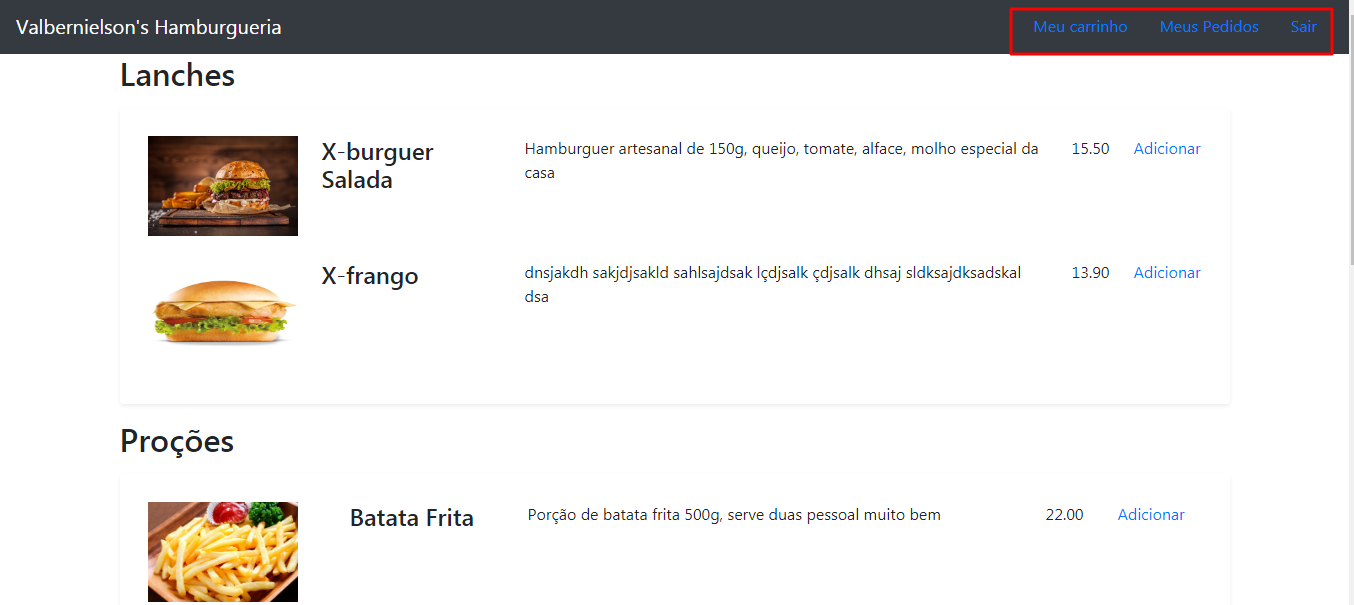 Valbernielson's Hamburgueria
Meu carrinho Meus Pedidos Sair
Lanches
X-burguer
Salada
Hamburguer artesanal de 150g, queijo, tomate, alface, molho especial da
casa
15.50
Adicionar
X-frango
dnsjakdh sakjdjsakld sahlsajdsak lçdjsalk çdjsalk dhsaj sldksajdksadskal
dsa
13.90
Adicionar
Proções
Batata Frita
Porção de batata frita 500g, serve duas pessoal muito bem
22.00
Adicionar